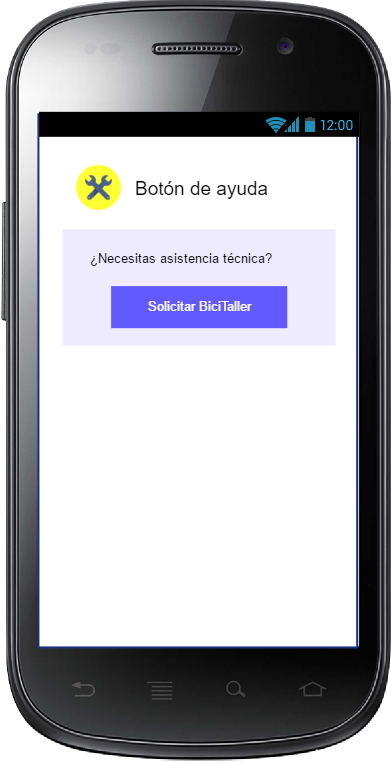 12:00
Botón de ayuda
¿Necesitas asistencia técnica?
Solicitar BiciTaller